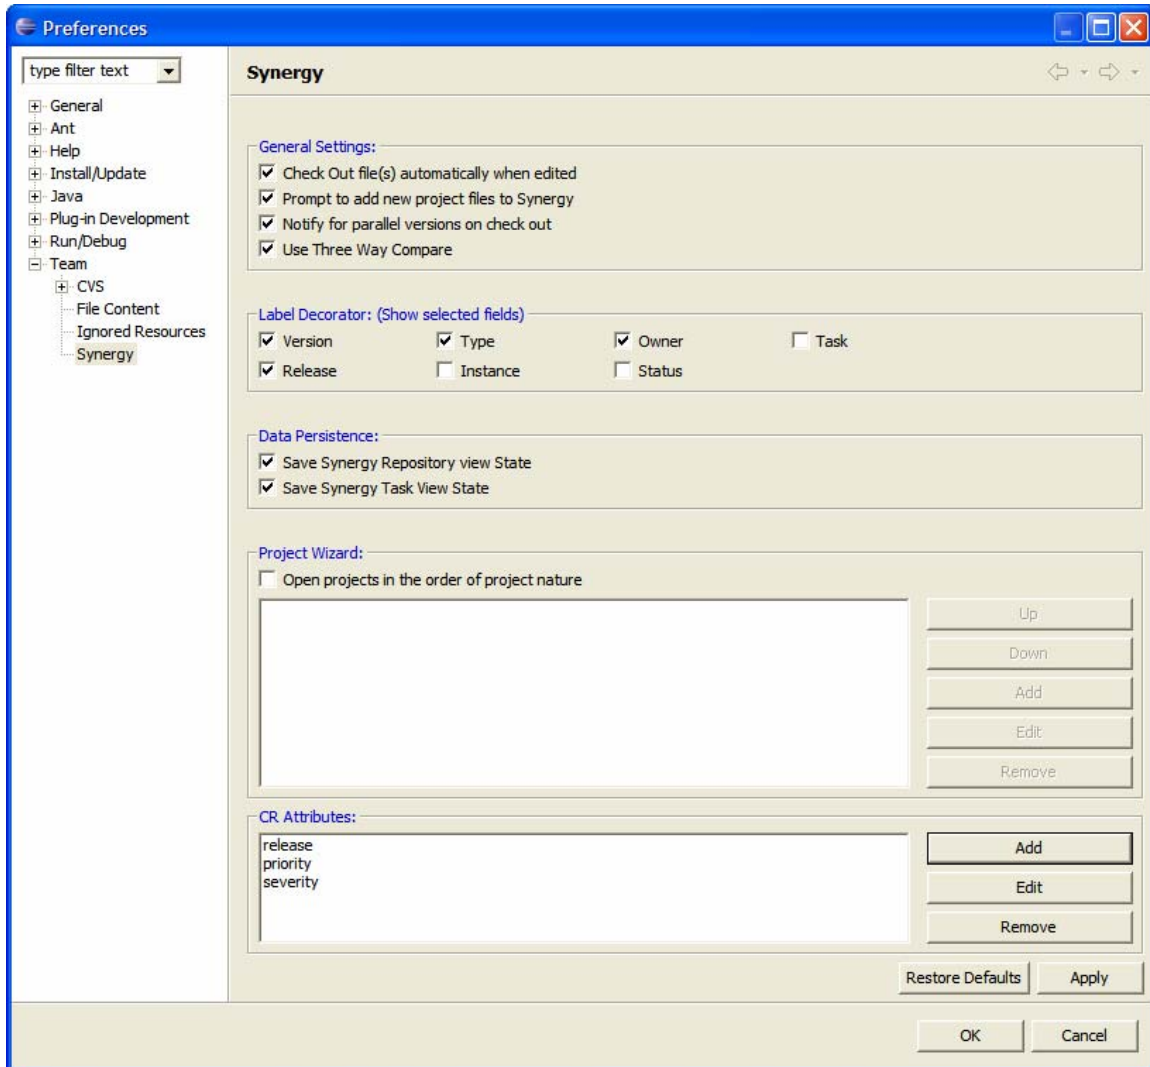 Preferences
type filter text
General
Ant
Help
Install/Update
Java
Plug-in Development
Run/Debug
Team
CVS
File Content
Ignored Resources
Synergy
Synergy
General Settings:
Check Out file(s) automatically when edited
Prompt to add new project files to Synergy
Notify for parallel versions on check out
Use Three Way Compare
Label Decorator: (Show selected fields)
Version Type Owner Task
Release Instance Status
Data Persistence:
Save Synergy Repository view State
Save Synergy Task View State
Project Wizard:
Open projects in the order of project nature
Up
Down
Add
Edit
Remove
CR Attributes:
release
priority
severity
Add
Edit
Remove
Restore Defaults Apply
OK Cancel